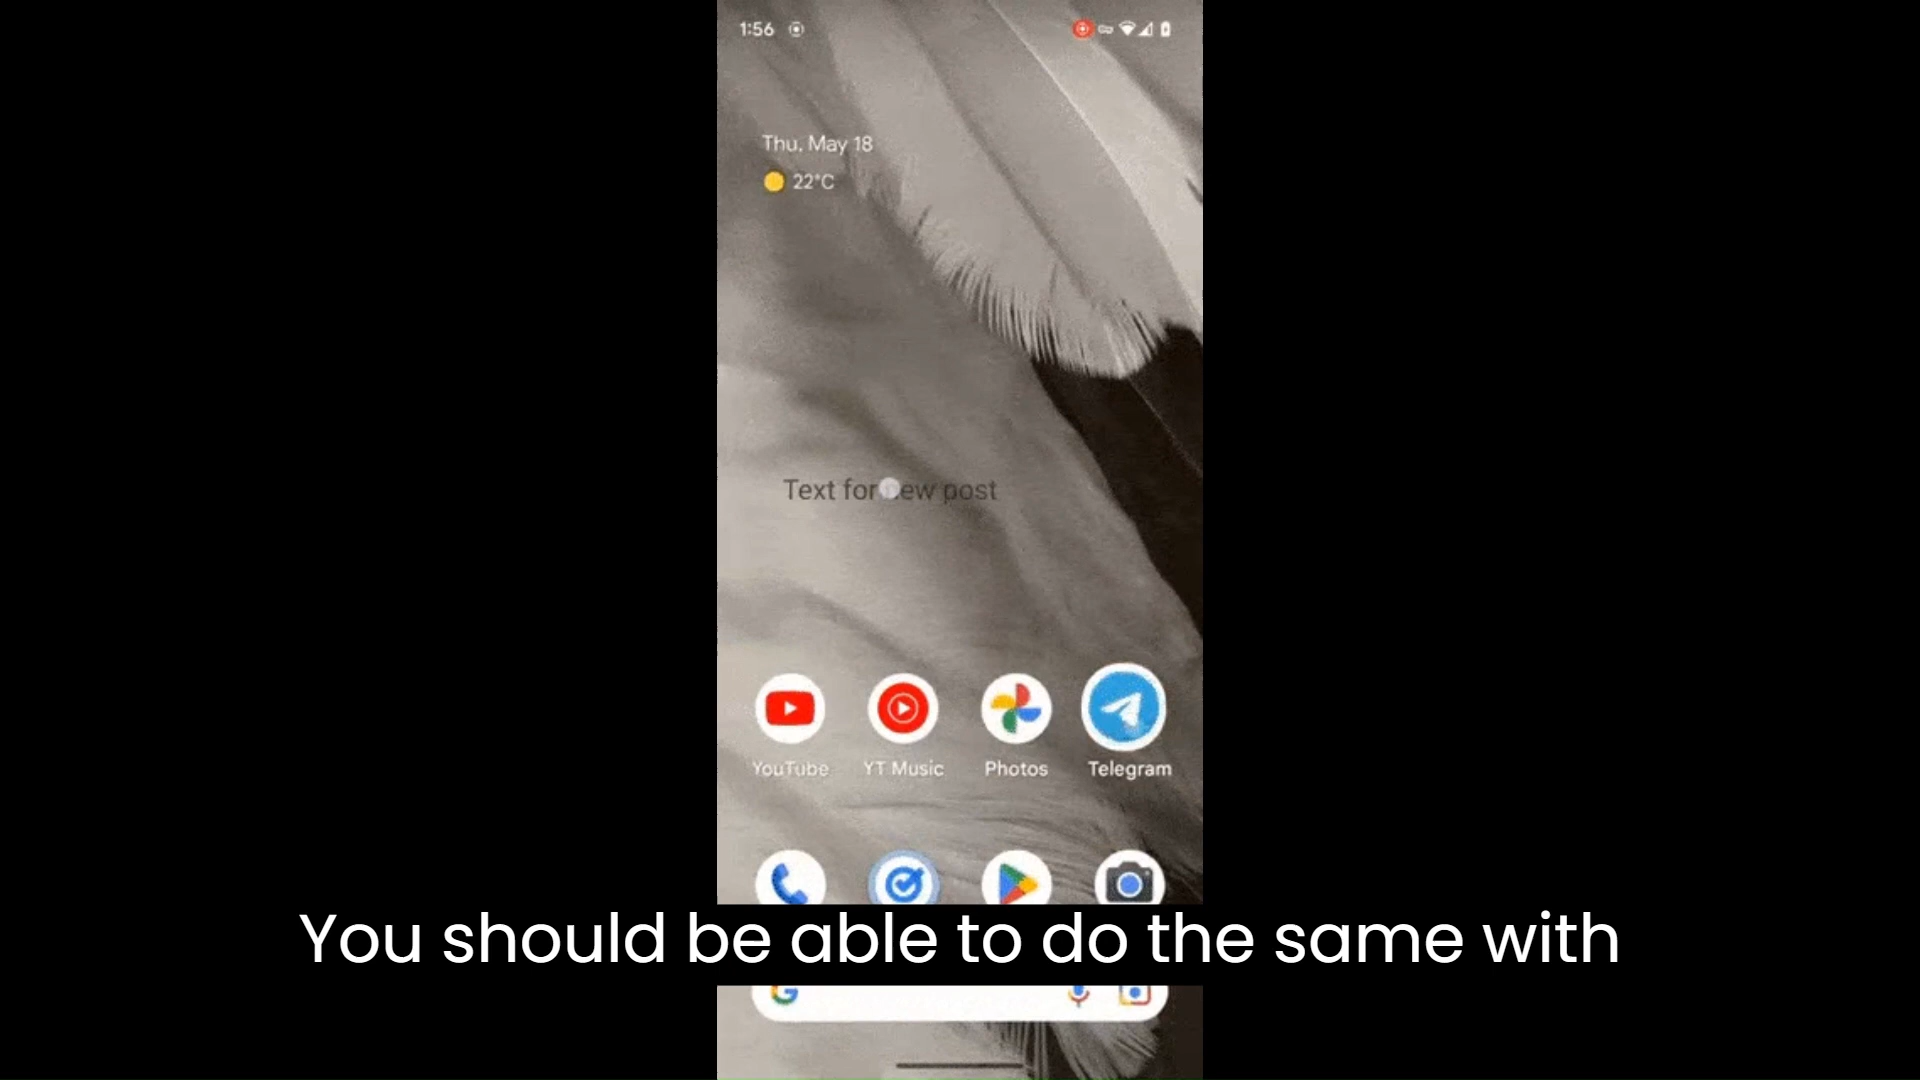 1:56
Thu, May 18
22°C
Text for new post
YouTube
YT Music
Photos
Telegram
You should be able to do the same with